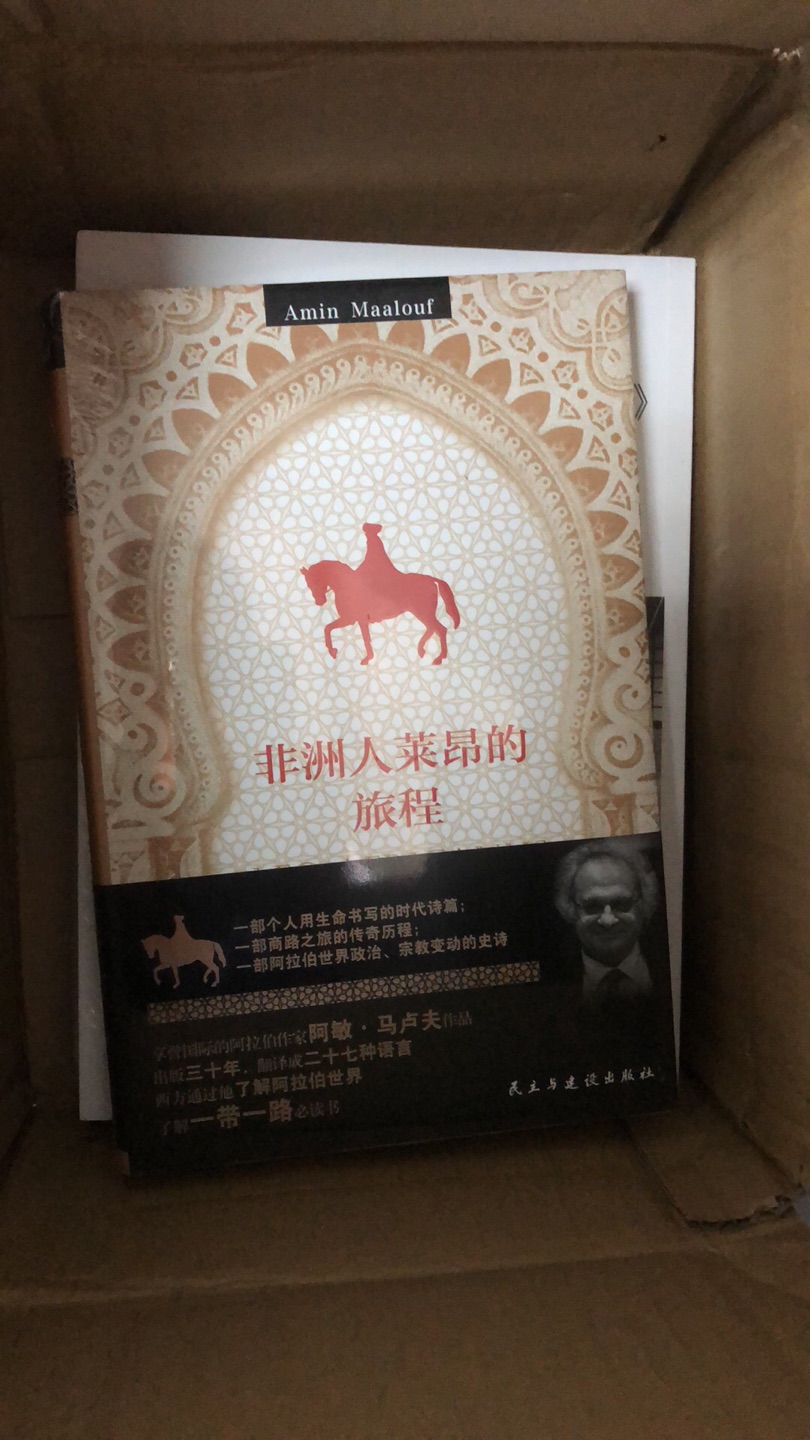 Amin Maalouf
非洲人莱昂的
旅程
一部个人用生命书写的时代诗篇；
一部商路之旅的传奇历程；
一部阿拉伯世界政治、宗教变动的史诗
享誉国际的阿拉伯作家阿敏·马卢夫作品
出版三十年，翻译成二十七种语言
西方通过他了解阿拉伯世界
了解一带一路必读书
民主与建设出版社